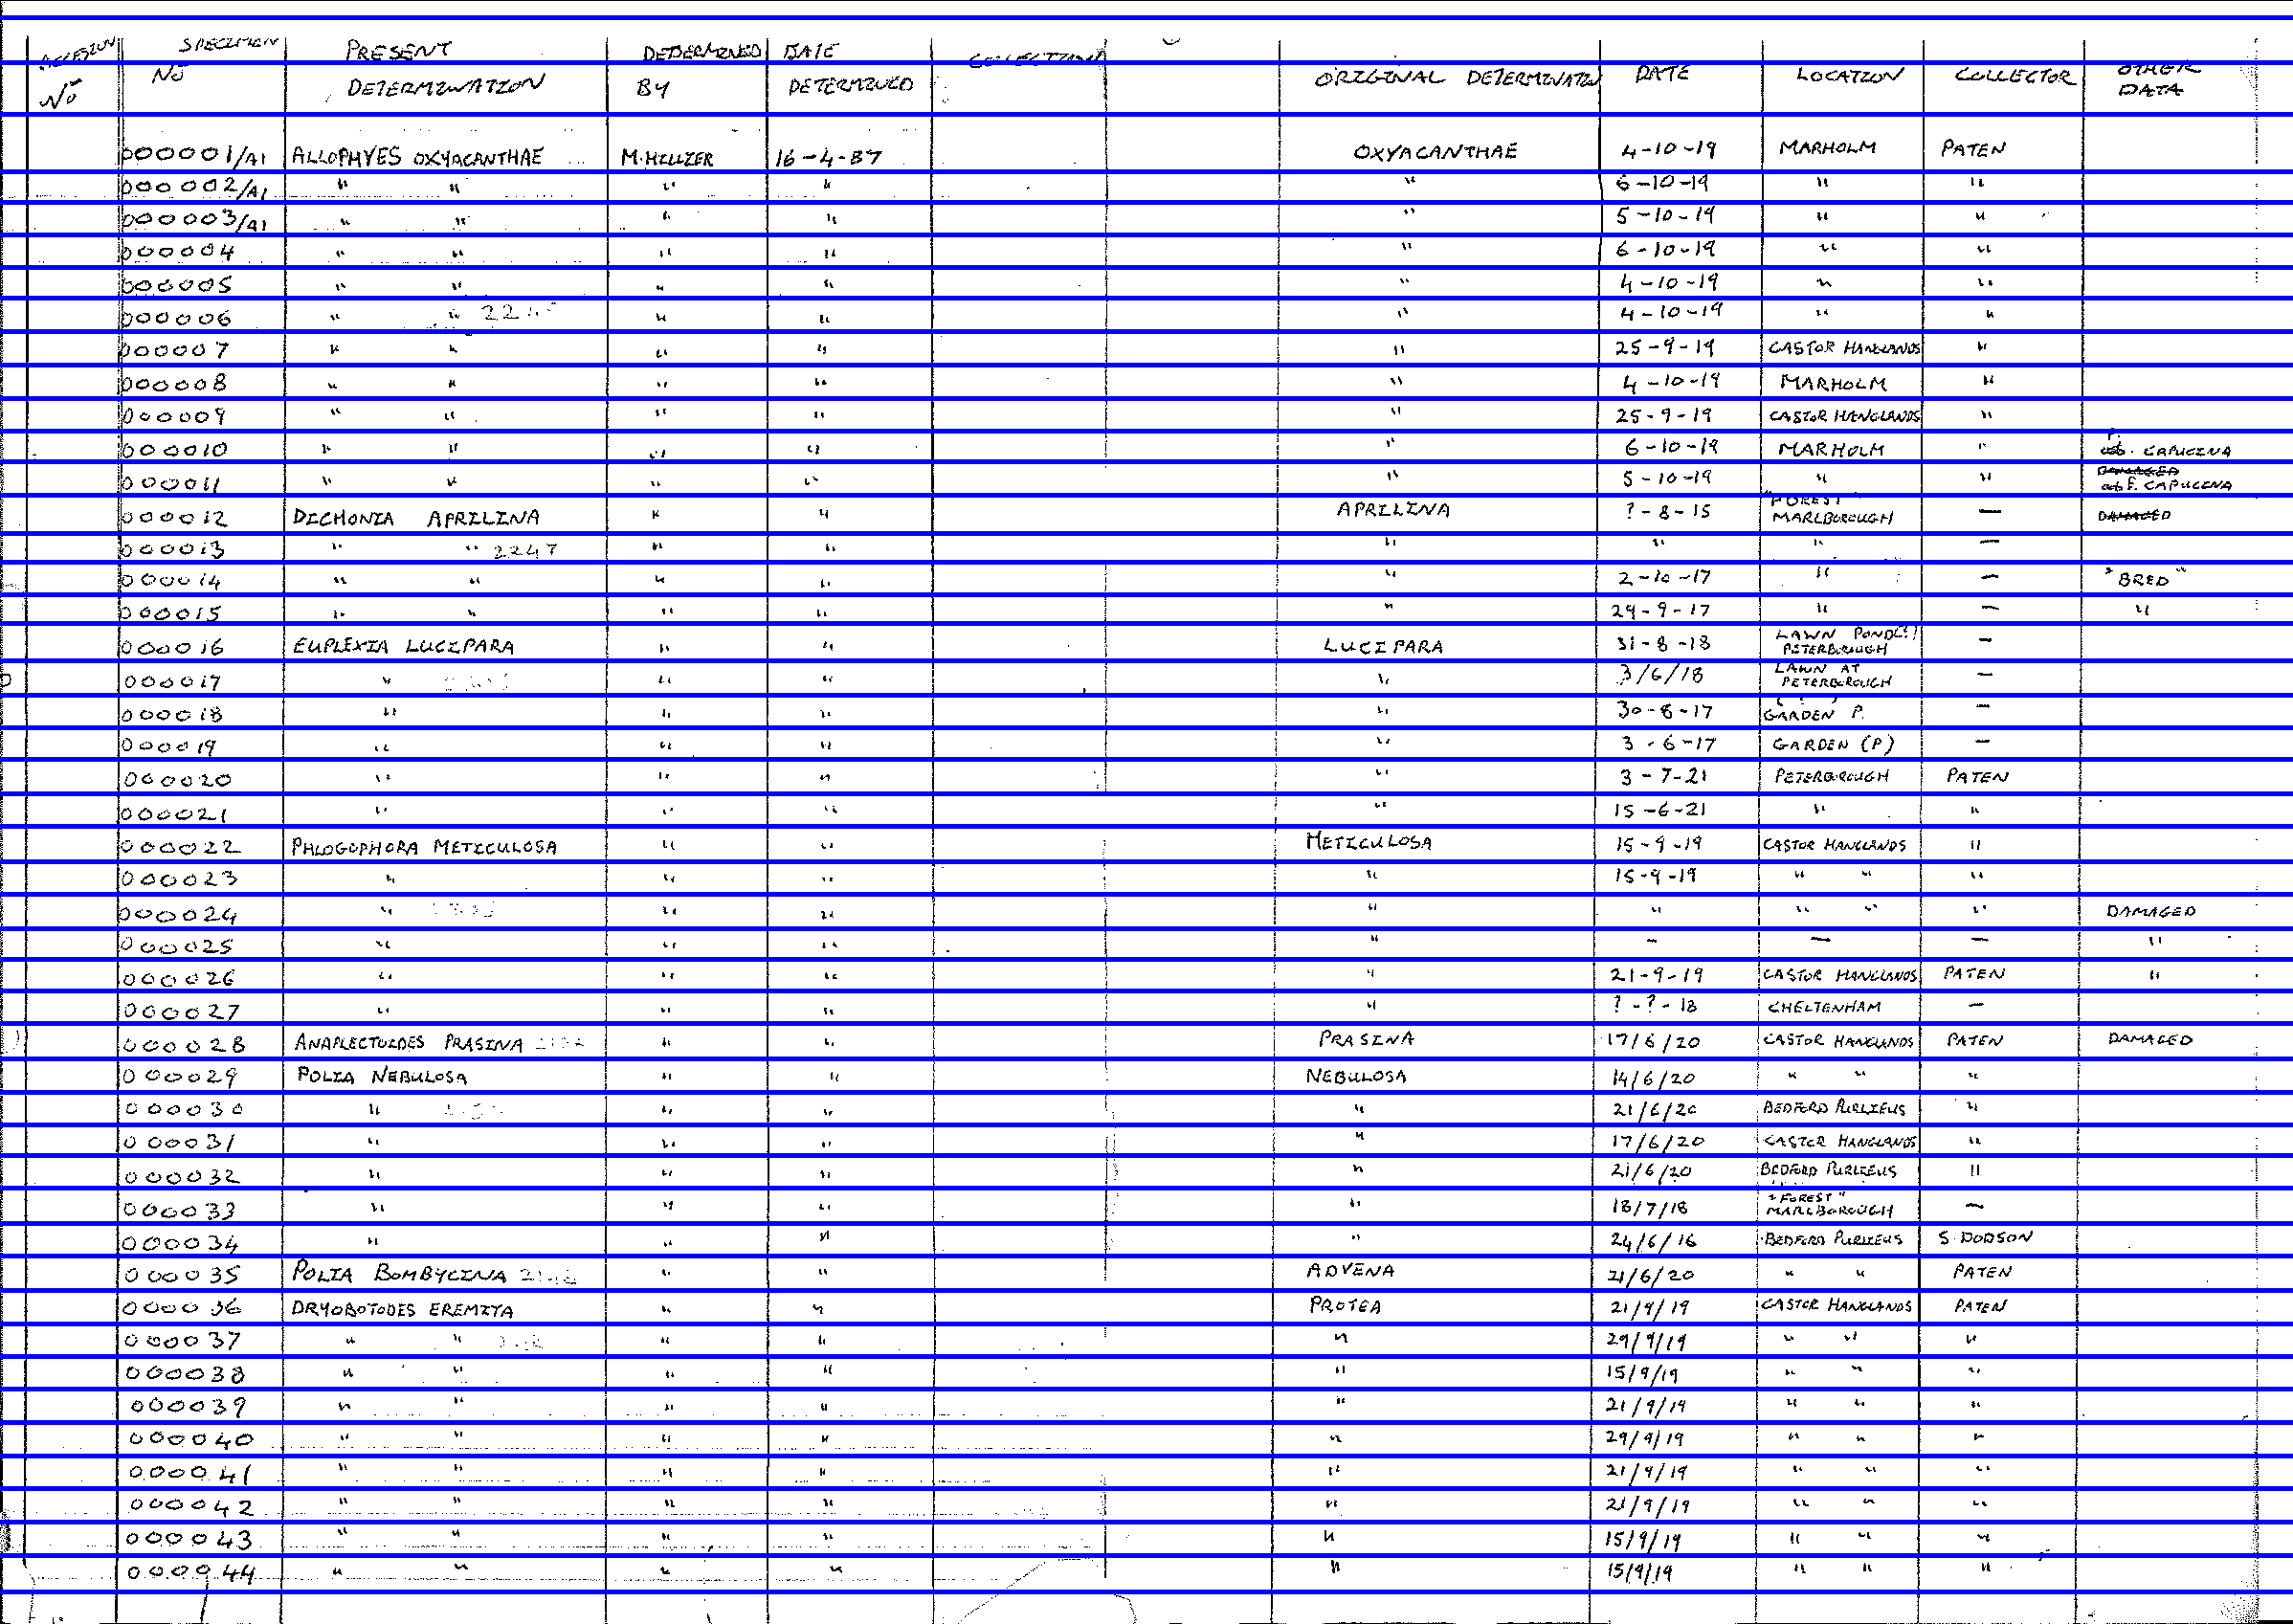 ACCESSION No SPECIMEN No PRESENT DETERMINATION DETERMINED BY DATE DETERMINED COLLECTION ORIGINAL DETERMINATION DATE LOCATION COLLECTOR OTHER DATA
000001/A1 ALLOPHYES OXYACANTHAE M. HILLIER 16-4-87 OXYACANTHAE 4-10-19 MARHOLM PATEN
000002/A1 " " " " " 6-10-19 " "
000003/A1 " " " " " 5-10-19 " "
000004 " " " " " 6-10-19 " "
000005 " " " " " 4-10-19 " "
000006 " " " " " 4-10-19 " "
000007 " " " " " 25-9-19 CASTOR HANGLANDS "
000008 " " " " " 4-10-19 MARHOLM "
000009 " " " " " 25-9-19 CASTOR HANGLANDS "
000010 " " " " " 6-10-19 MARHOLM " f. CAPUCINA
000011 " " " " " 5-10-19 " " DAMAGED f. CAPUCINA
000012 DICHONIA APRILINA " " APRILINA ?-8-15 "FOREST" MARLBOROUGH — DAMAGED
000013 " " 2247 " " " " " —
000014 " " " " " 2-10-17 " — "BRED"
000015 " " " " " 29-9-17 " — "
000016 EUPLEXIA LUCIPARA " " LUCIPARA 31-8-18 LAWN POND(?) PETERBOROUGH —
000017 " " " " 3/6/18 LAWN AT PETERBOROUGH —
000018 " " " " 30-8-17 GARDEN P. —
000019 " " " " 3-6-17 GARDEN (P) —
000020 " " " " 3-7-21 PETERBOROUGH PATEN
000021 " " " " 15-6-21 " "
000022 PHLOGOPHORA METICULOSA " " METICULOSA 15-9-19 CASTOR HANGLANDS "
000023 " " " " 15-9-19 " " "
000024 " " " " " " " " DAMAGED
000025 " " " " — — — "
000026 " " " " 21-9-19 CASTOR HANGLANDS PATEN "
000027 " " " " ?-?-18 CHELTENHAM —
000028 ANAPLECTOIDES PRASINA " " PRASINA 17/6/20 CASTOR HANGLANDS PATEN DAMAGED
000029 POLIA NEBULOSA " " NEBULOSA 14/6/20 " " "
000030 " " " " 21/6/20 BEDFORD PURLIEUS "
000031 " " " " 17/6/20 CASTOR HANGLANDS "
000032 " " " " 21/6/20 BEDFORD PURLIEUS "
000033 " " " " 18/7/18 "FOREST" MARLBOROUGH —
000034 " " " " 24/6/16 BEDFORD PURLIEUS S. DODSON
000035 POLIA BOMBYCINA " " ADVENA 21/6/20 " " PATEN
000036 DRYOBOTODES EREMITA " " PROTEA 21/9/19 CASTOR HANGLANDS PATEN
000037 " " " " " 29/9/19 " " "
000038 " " " " " 15/9/19 " " "
000039 " " " " " 21/9/19 " " "
000040 " " " " " 29/9/19 " " "
000041 " " " " " 21/9/19 " " "
000042 " " " " " 21/9/19 " " "
000043 " " " " " 15/9/19 " " "
000044 " " " " " 15/9/19 " " "